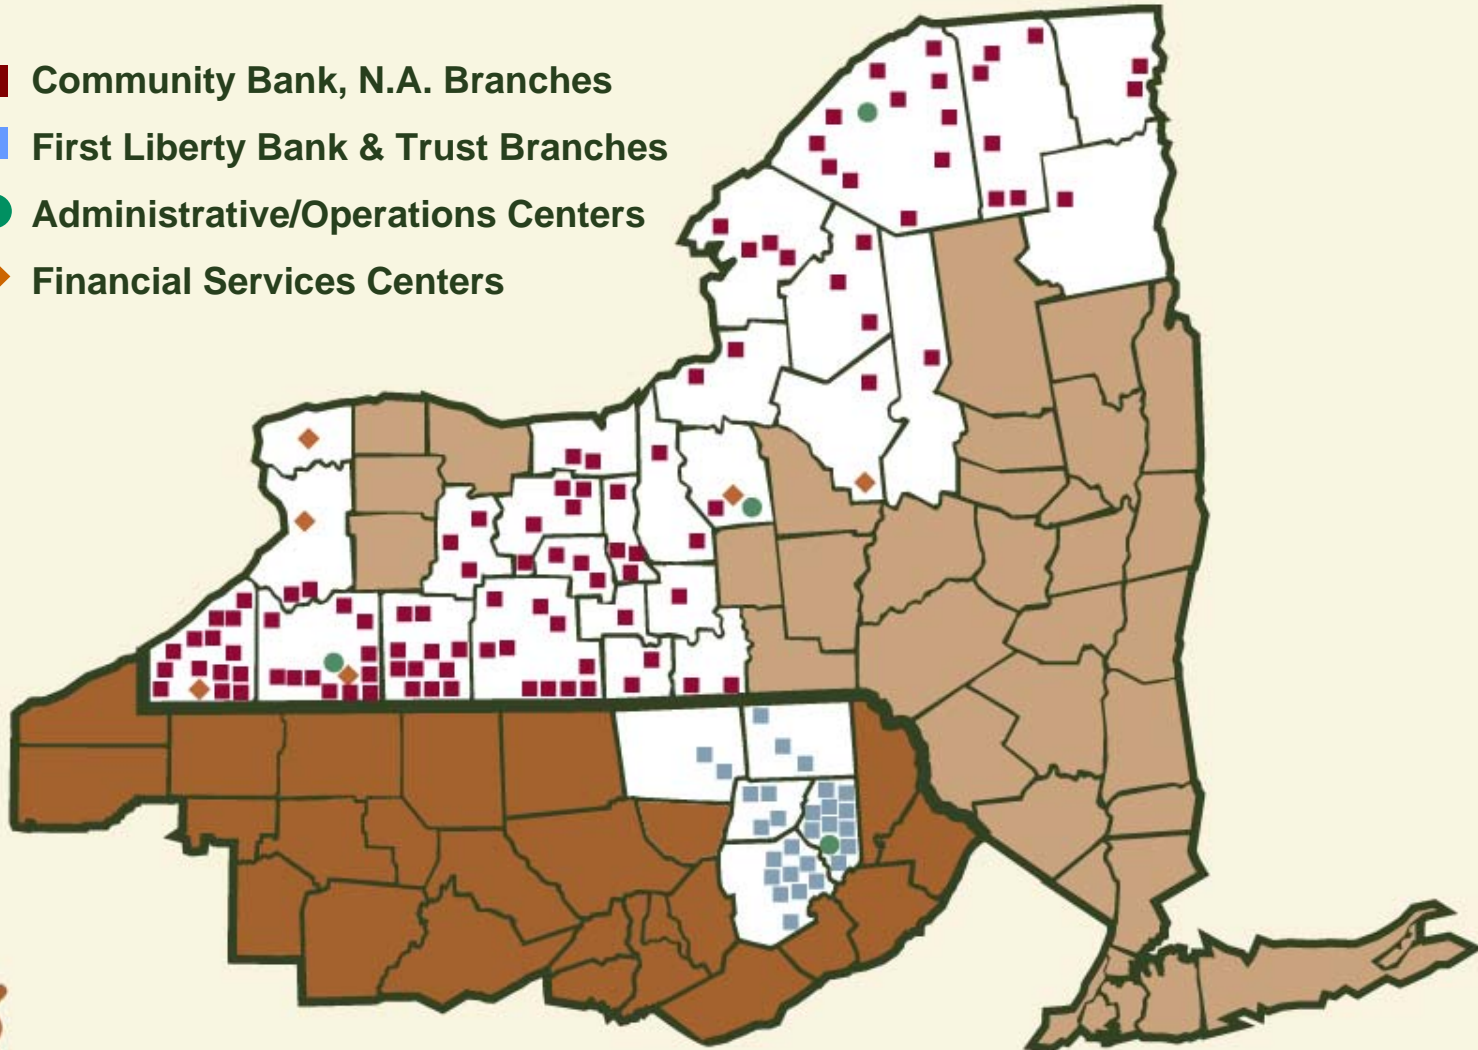 Community Bank, N.A. Branches
First Liberty Bank & Trust Branches
Administrative/Operations Centers
Financial Services Centers